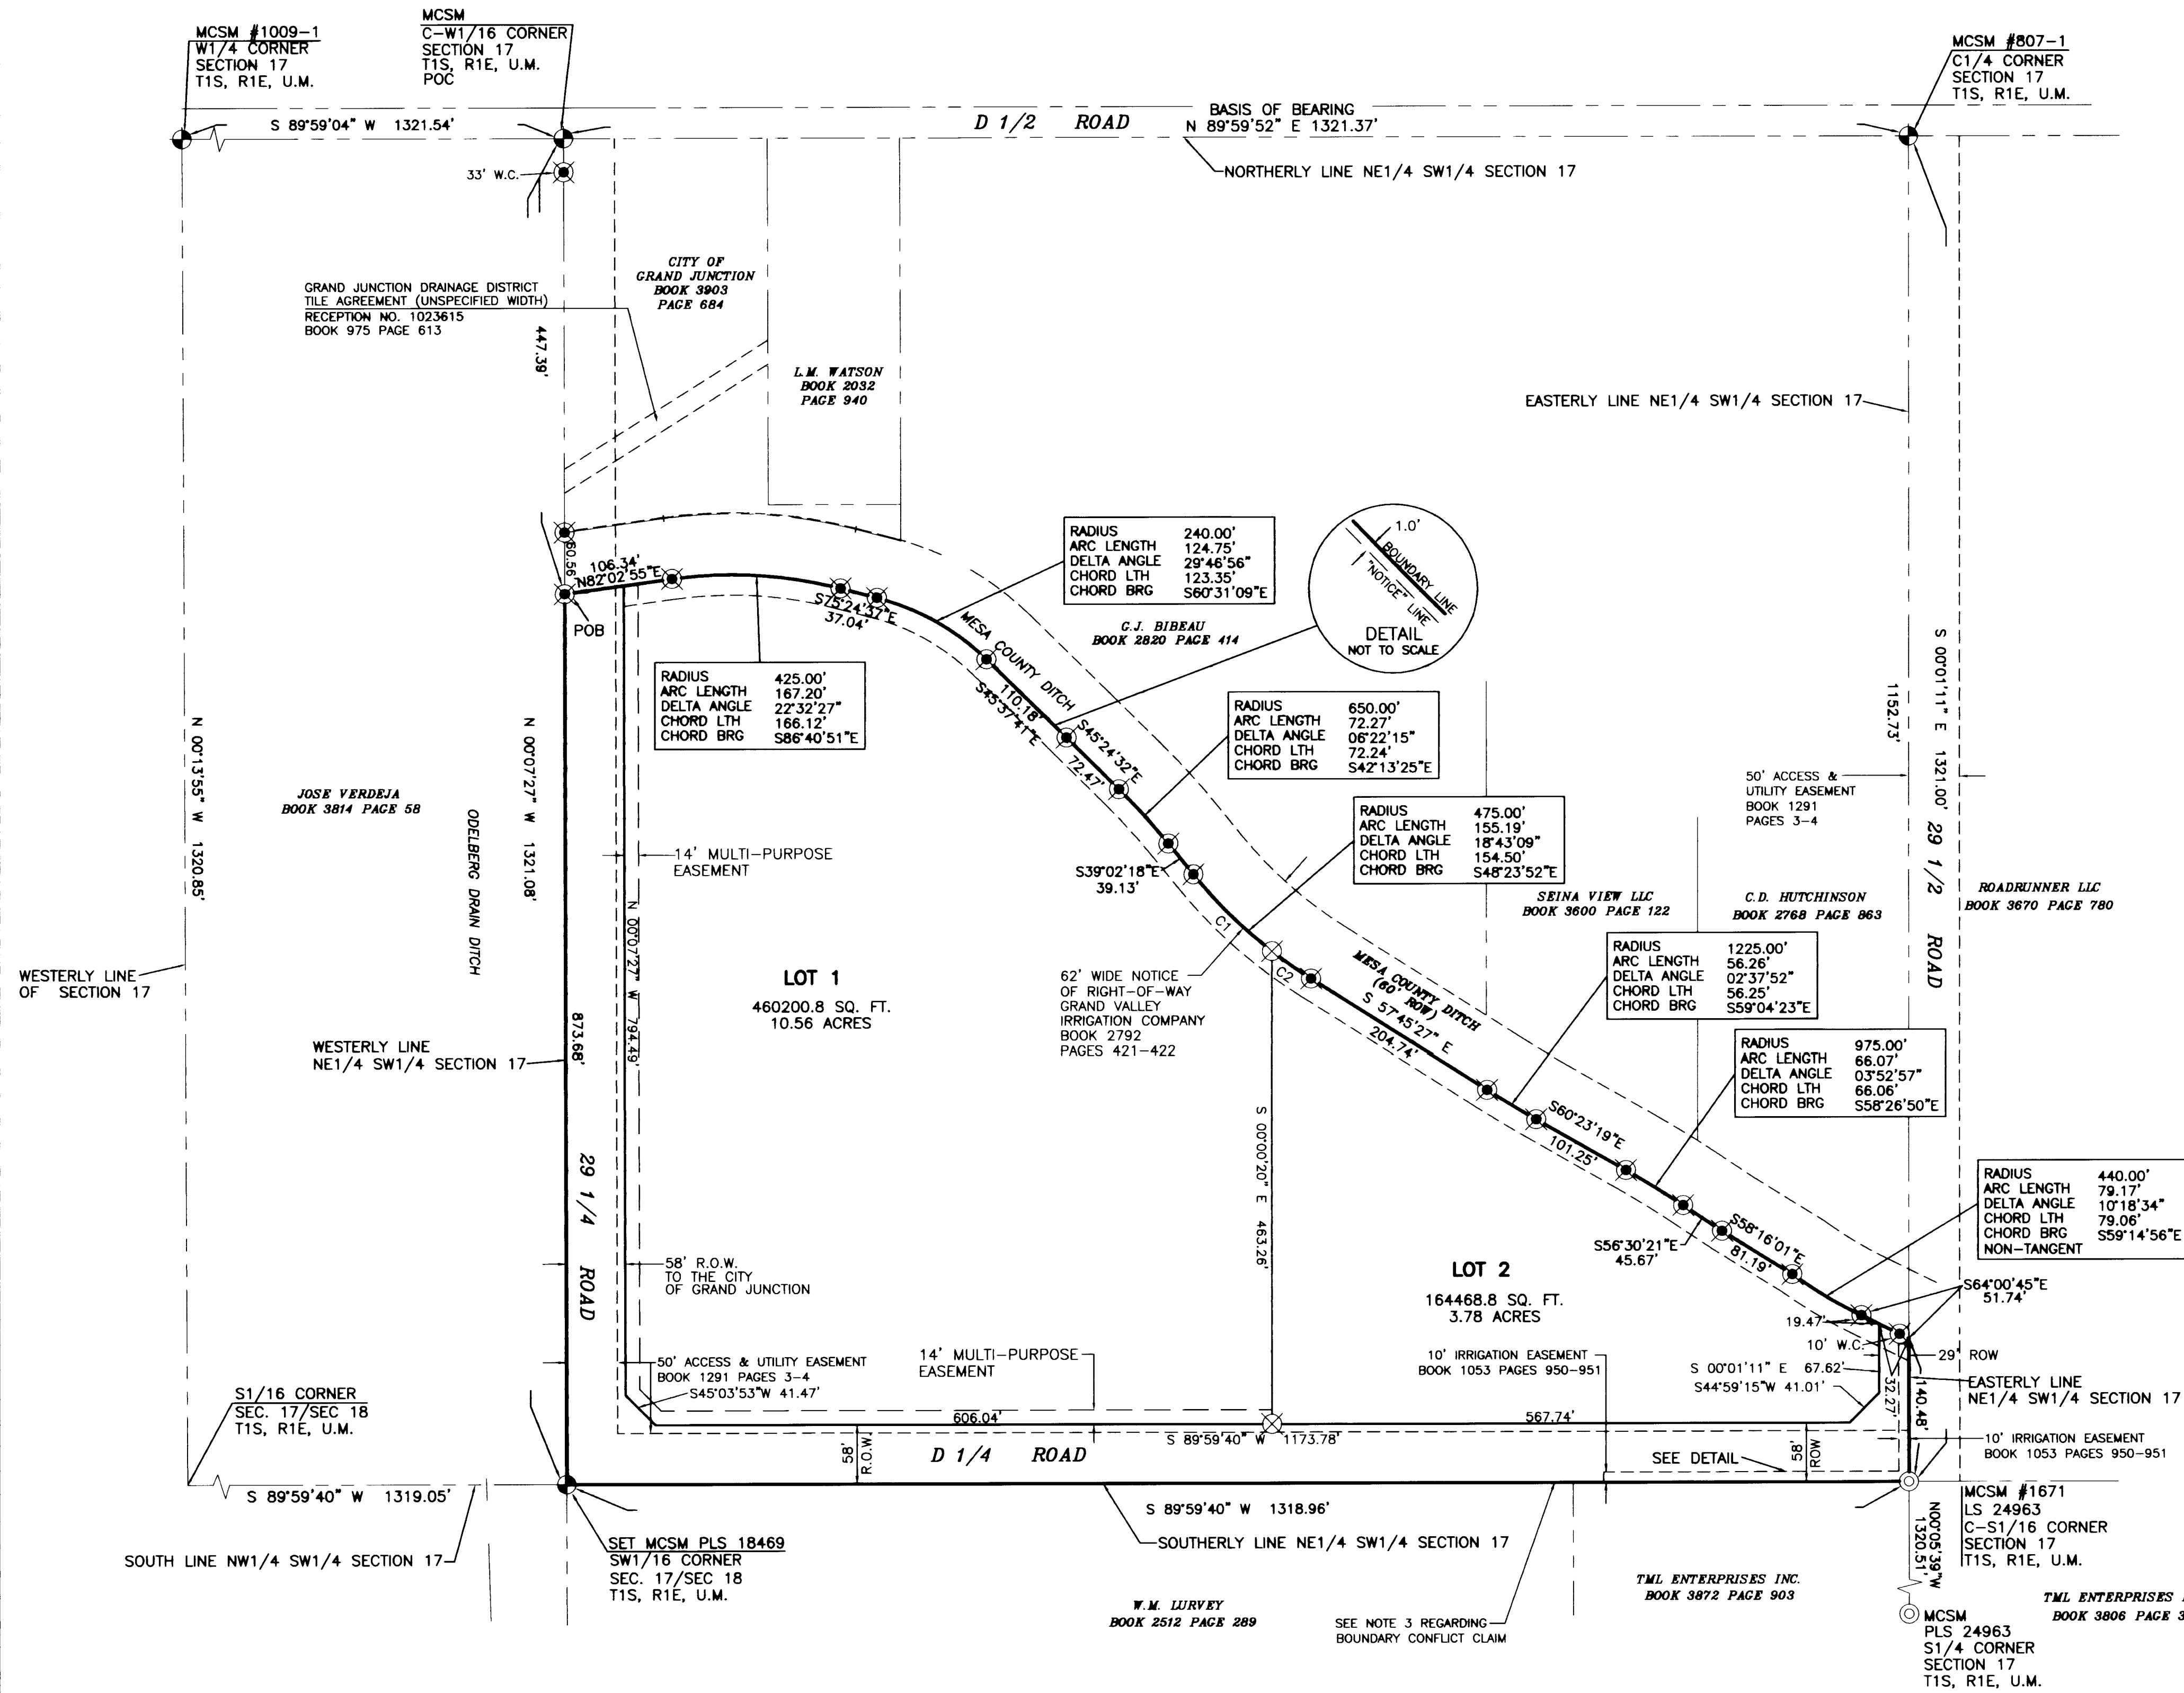 MCSM #1009-1
W1/4 CORNER
SECTION 17
T1S, R1E, U.M.
MCSM
C-W1/16 CORNER
SECTION 17
T1S, R1E, U.M.
POC
MCSM #807-1
C1/4 CORNER
SECTION 17
T1S, R1E, U.M.
S 89°59'04" W 1321.54'
D 1/2 ROAD
BASIS OF BEARING
N 89°59'52" E 1321.37'
33' W.C.
NORTHERLY LINE NE1/4 SW1/4 SECTION 17
CITY OF
GRAND JUNCTION
BOOK 3903
PAGE 684
GRAND JUNCTION DRAINAGE DISTRICT
TILE AGREEMENT (UNSPECIFIED WIDTH)
RECEPTION NO. 1023615
BOOK 975 PAGE 613
447.39'
L.M. WATSON
BOOK 2032
PAGE 940
EASTERLY LINE NE1/4 SW1/4 SECTION 17
RADIUS 240.00'
ARC LENGTH 124.75'
DELTA ANGLE 29°46'56"
CHORD LTH 123.35'
CHORD BRG S60°31'09"E
1.0'
BOUNDARY LINE
"NOTICE" LINE
DETAIL
NOT TO SCALE
60.56
106.34'
N82°02'55"E
POB
S75°24'37"E
37.04'
MESA COUNTY DITCH
G.J. BIBEAU
BOOK 2820 PAGE 414
RADIUS 425.00'
ARC LENGTH 167.20'
DELTA ANGLE 22°32'27"
CHORD LTH 166.12'
CHORD BRG S86°40'51"E
110.18'
S45°37'41"E
S45°24'32"E
72.47'
RADIUS 650.00'
ARC LENGTH 72.27'
DELTA ANGLE 06°22'15"
CHORD LTH 72.24'
CHORD BRG S42°13'25"E
S 00°01'11" E 1321.00'
1152.73'
N 00°13'55" W 1320.85'
N 00°07'27" W 1321.08'
JOSE VERDEJA
BOOK 3814 PAGE 58
ODELBERG DRAIN DITCH
50' ACCESS &
UTILITY EASEMENT
BOOK 1291
PAGES 3-4
29 1/2 ROAD
RADIUS 475.00'
ARC LENGTH 155.19'
DELTA ANGLE 18°43'09"
CHORD LTH 154.50'
CHORD BRG S48°23'52"E
14' MULTI-PURPOSE
EASEMENT
S39°02'18"E
39.13'
SEINA VIEW LLC
BOOK 3600 PAGE 122
C.D. HUTCHINSON
BOOK 2768 PAGE 863
ROADRUNNER LLC
BOOK 3670 PAGE 780
C1
C2
N 00°07'27" W 794.49'
WESTERLY LINE
OF SECTION 17
LOT 1
460200.8 SQ. FT.
10.56 ACRES
62' WIDE NOTICE
OF RIGHT-OF-WAY
GRAND VALLEY
IRRIGATION COMPANY
BOOK 2792
PAGES 421-422
MESA COUNTY DITCH
(60' ROW)
S 57°45'27" E
204.74'
RADIUS 1225.00'
ARC LENGTH 56.26'
DELTA ANGLE 02°37'52"
CHORD LTH 56.25'
CHORD BRG S59°04'23"E
873.68'
WESTERLY LINE
NE1/4 SW1/4 SECTION 17
RADIUS 975.00'
ARC LENGTH 66.07'
DELTA ANGLE 03°52'57"
CHORD LTH 66.06'
CHORD BRG S58°26'50"E
S60°23'19"E
101.25'
S 00°00'20" E 463.26'
29 1/4 ROAD
RADIUS 440.00'
ARC LENGTH 79.17'
DELTA ANGLE 10°18'34"
CHORD LTH 79.06'
CHORD BRG S59°14'56"E
NON-TANGENT
S56°30'21"E
45.67'
S58°16'01"E
81.19'
58' R.O.W.
TO THE CITY
OF GRAND JUNCTION
LOT 2
164468.8 SQ. FT.
3.78 ACRES
S64°00'45"E
51.74'
19.47'
10' W.C.
29' ROW
50' ACCESS & UTILITY EASEMENT
BOOK 1291 PAGES 3-4
S45°03'53"W 41.47'
14' MULTI-PURPOSE
EASEMENT
10' IRRIGATION EASEMENT
BOOK 1053 PAGES 950-951
S 00°01'11" E 67.62'
S44°59'15"W 41.01'
32.27'
140.48'
EASTERLY LINE
NE1/4 SW1/4 SECTION 17
S1/16 CORNER
SEC. 17/SEC 18
T1S, R1E, U.M.
606.04'
567.74'
S 89°59'40" W 1173.78'
58'
R.O.W.
D 1/4 ROAD
SEE DETAIL
58'
ROW
10' IRRIGATION EASEMENT
BOOK 1053 PAGES 950-951
S 89°59'40" W 1319.05'
S 89°59'40" W 1318.96'
MCSM #1671
LS 24963
C-S1/16 CORNER
SECTION 17
T1S, R1E, U.M.
N00°05'39"W
1320.51'
SOUTH LINE NW1/4 SW1/4 SECTION 17
SET MCSM PLS 18469
SW1/16 CORNER
SEC. 17/SEC 18
T1S, R1E, U.M.
SOUTHERLY LINE NE1/4 SW1/4 SECTION 17
W.M. LURVEY
BOOK 2512 PAGE 289
SEE NOTE 3 REGARDING
BOUNDARY CONFLICT CLAIM
TML ENTERPRISES INC.
BOOK 3872 PAGE 903
TML ENTERPRISES
BOOK 3806 PAGE
MCSM
PLS 24963
S1/4 CORNER
SECTION 17
T1S, R1E, U.M.